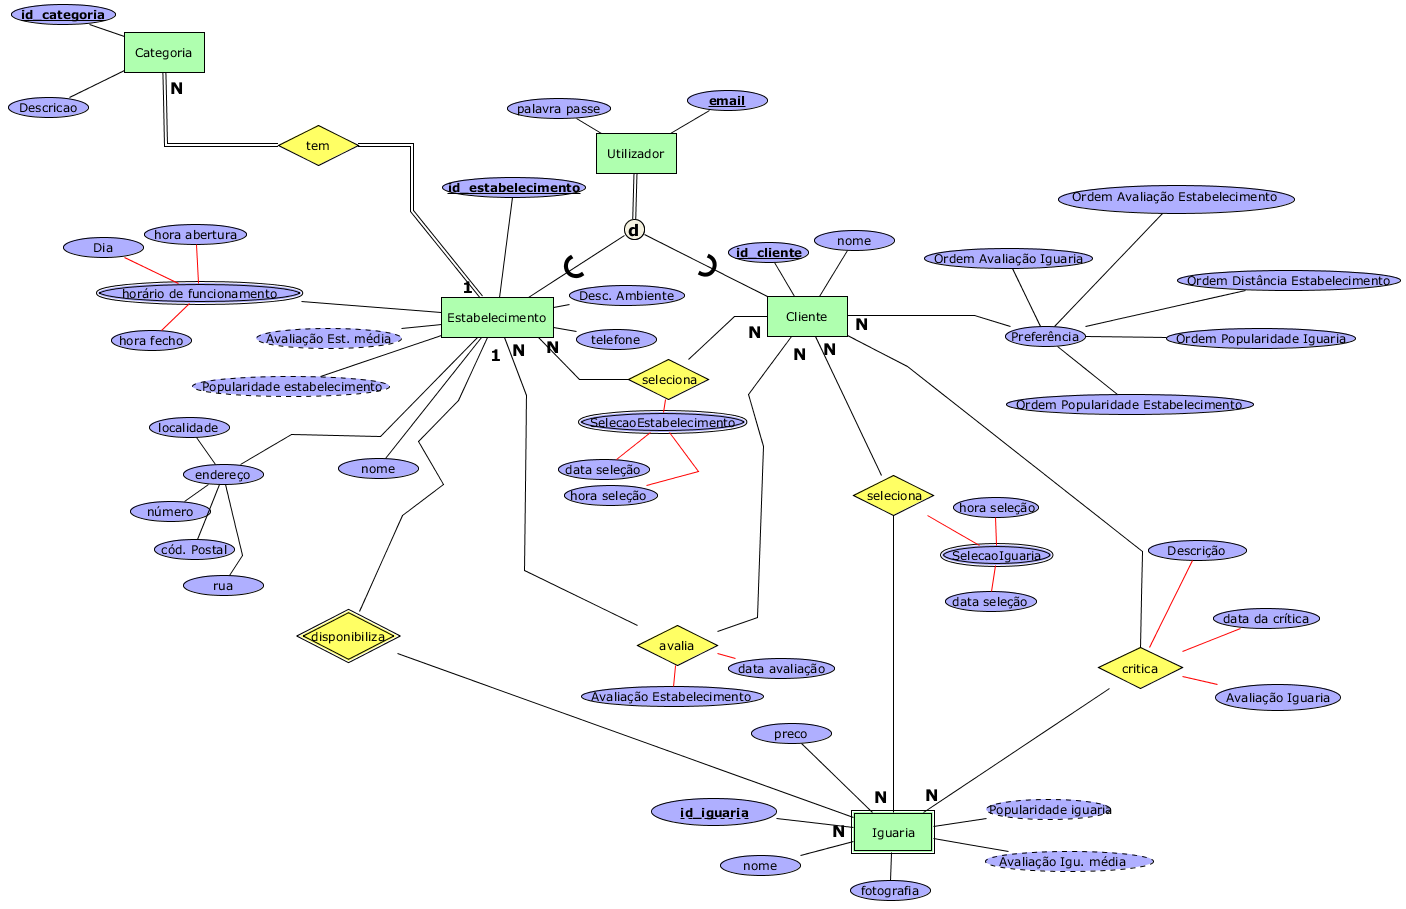 id_categoria
Categoria
Descricao
N
tem
palavra passe
email
Utilizador
d
id_estabelecimento
hora abertura
Dia
horário de funcionamento
hora fecho
1
Estabelecimento
Desc. Ambiente
telefone
Avaliação Est. média
Popularidade estabelecimento
1
N
N
id_cliente
nome
Cliente
N
N
N
N
Ordem Avaliação Estabelecimento
Ordem Avaliação Iguaria
Ordem Distância Estabelecimento
Preferência
Ordem Popularidade Iguaria
Ordem Popularidade Estabelecimento
seleciona
SelecaoEstabelecimento
data seleção
hora seleção
localidade
endereço
nome
número
cód. Postal
rua
seleciona
hora seleção
SelecaoIguaria
data seleção
Descrição
data da crítica
critica
Avaliação Iguaria
disponibiliza
avalia
data avaliação
Avaliação Estabelecimento
preco
N
N
id_iguaria
N
Iguaria
Popularidade iguaria
nome
Avaliação Igu. média
fotografia